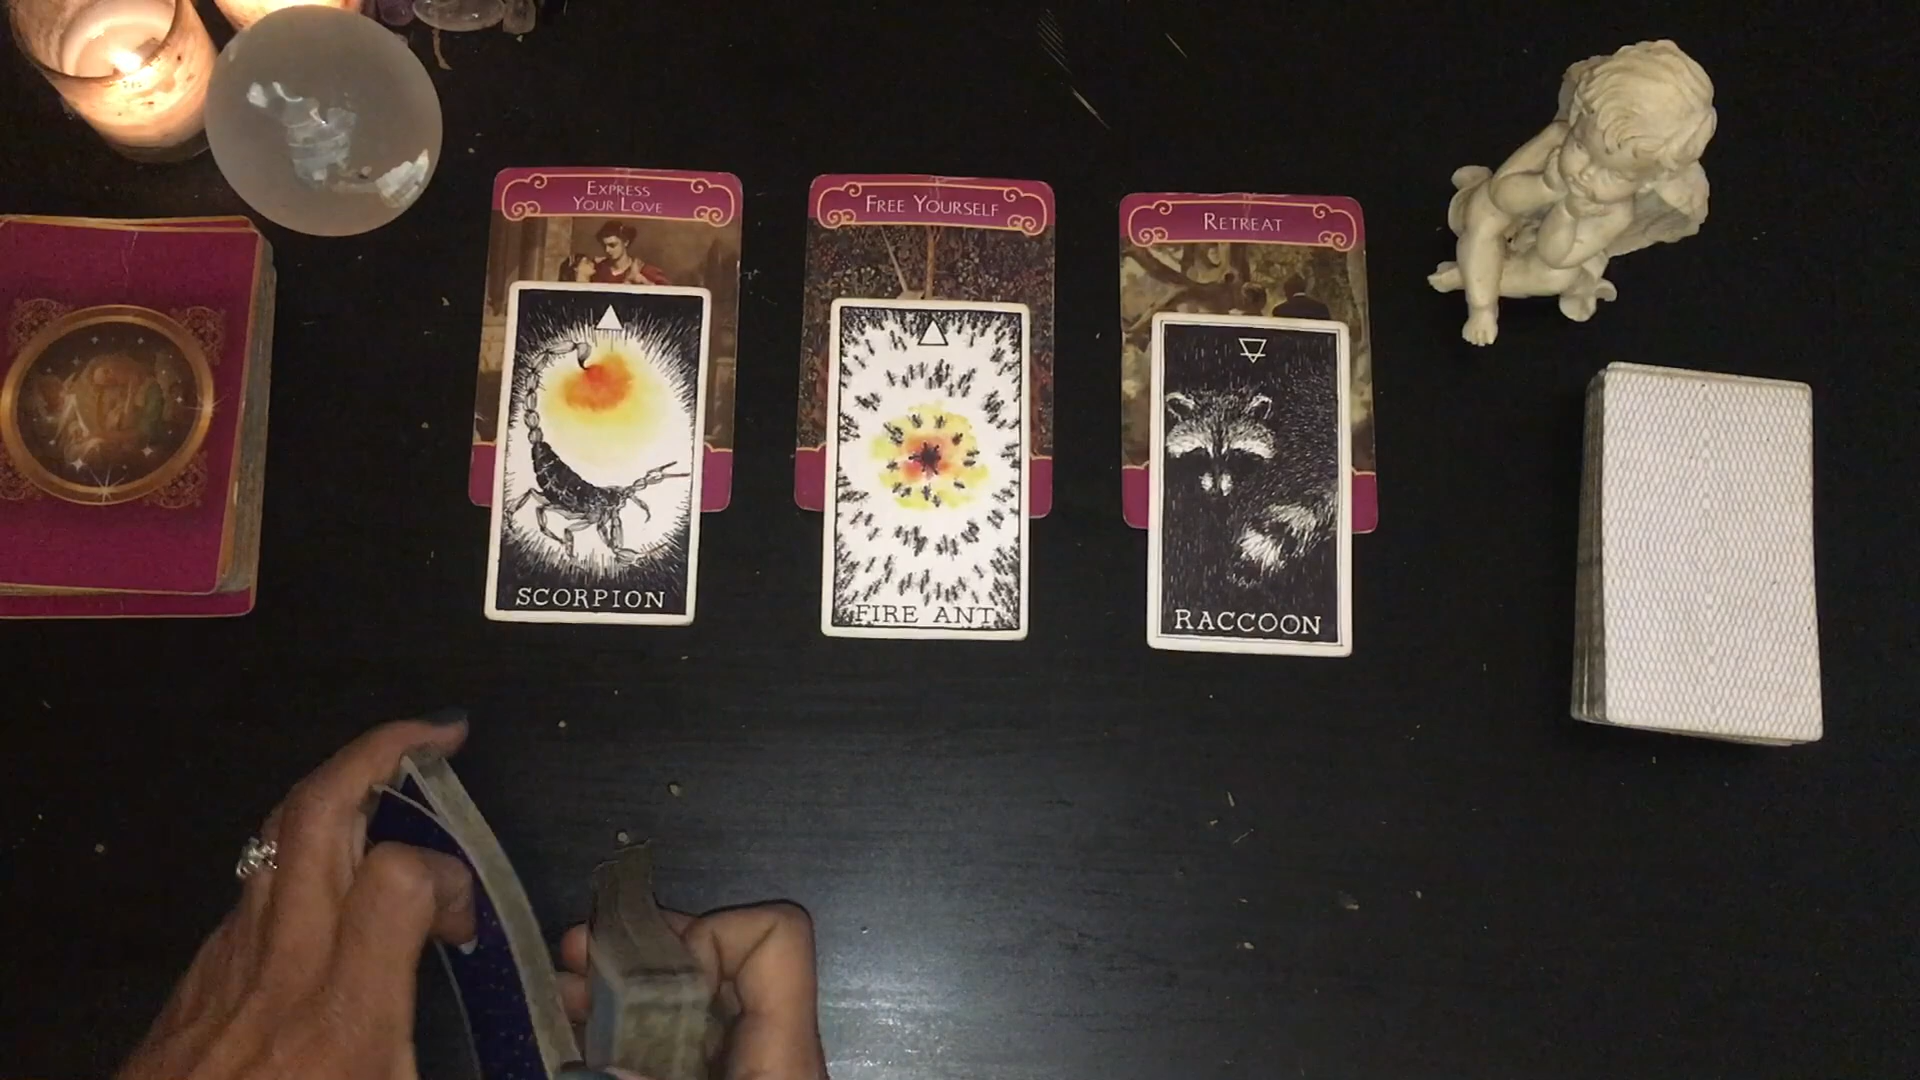 EXPRESS
YOUR LOVE
FREE YOURSELF
RETREAT
SCORPION
FIRE ANT
RACCOON